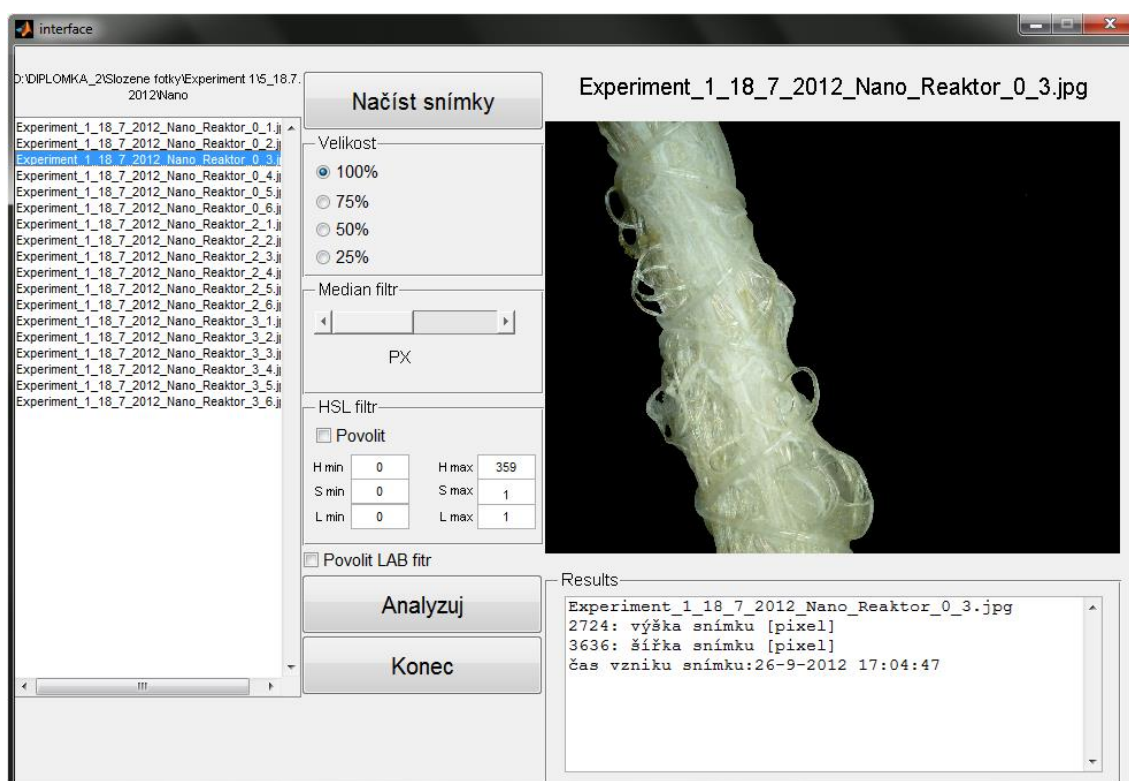 interface
D:\DIPLOMKA_2\Slozene fotky\Experiment 1\5_18.7.
2012\Nano
Experiment_1_18_7_2012_Nano_Reaktor_0_1.j
Experiment_1_18_7_2012_Nano_Reaktor_0_2.j
Experiment_1_18_7_2012_Nano_Reaktor_0_3.j
Experiment_1_18_7_2012_Nano_Reaktor_0_4.j
Experiment_1_18_7_2012_Nano_Reaktor_0_5.j
Experiment_1_18_7_2012_Nano_Reaktor_0_6.j
Experiment_1_18_7_2012_Nano_Reaktor_2_1.j
Experiment_1_18_7_2012_Nano_Reaktor_2_2.j
Experiment_1_18_7_2012_Nano_Reaktor_2_3.j
Experiment_1_18_7_2012_Nano_Reaktor_2_4.j
Experiment_1_18_7_2012_Nano_Reaktor_2_5.j
Experiment_1_18_7_2012_Nano_Reaktor_2_6.j
Experiment_1_18_7_2012_Nano_Reaktor_3_1.j
Experiment_1_18_7_2012_Nano_Reaktor_3_2.j
Experiment_1_18_7_2012_Nano_Reaktor_3_3.j
Experiment_1_18_7_2012_Nano_Reaktor_3_4.j
Experiment_1_18_7_2012_Nano_Reaktor_3_5.j
Experiment_1_18_7_2012_Nano_Reaktor_3_6.j
Načíst snímky
Velikost
100%
75%
50%
25%
Median filtr
PX
HSL filtr
Povolit
H min 0 H max 359
S min 0 S max 1
L min 0 L max 1
Povolit LAB fitr
Analyzuj
Konec
Experiment_1_18_7_2012_Nano_Reaktor_0_3.jpg
Results
Experiment_1_18_7_2012_Nano_Reaktor_0_3.jpg
2724: výška snímku [pixel]
3636: šířka snímku [pixel]
čas vzniku snímku:26-9-2012 17:04:47